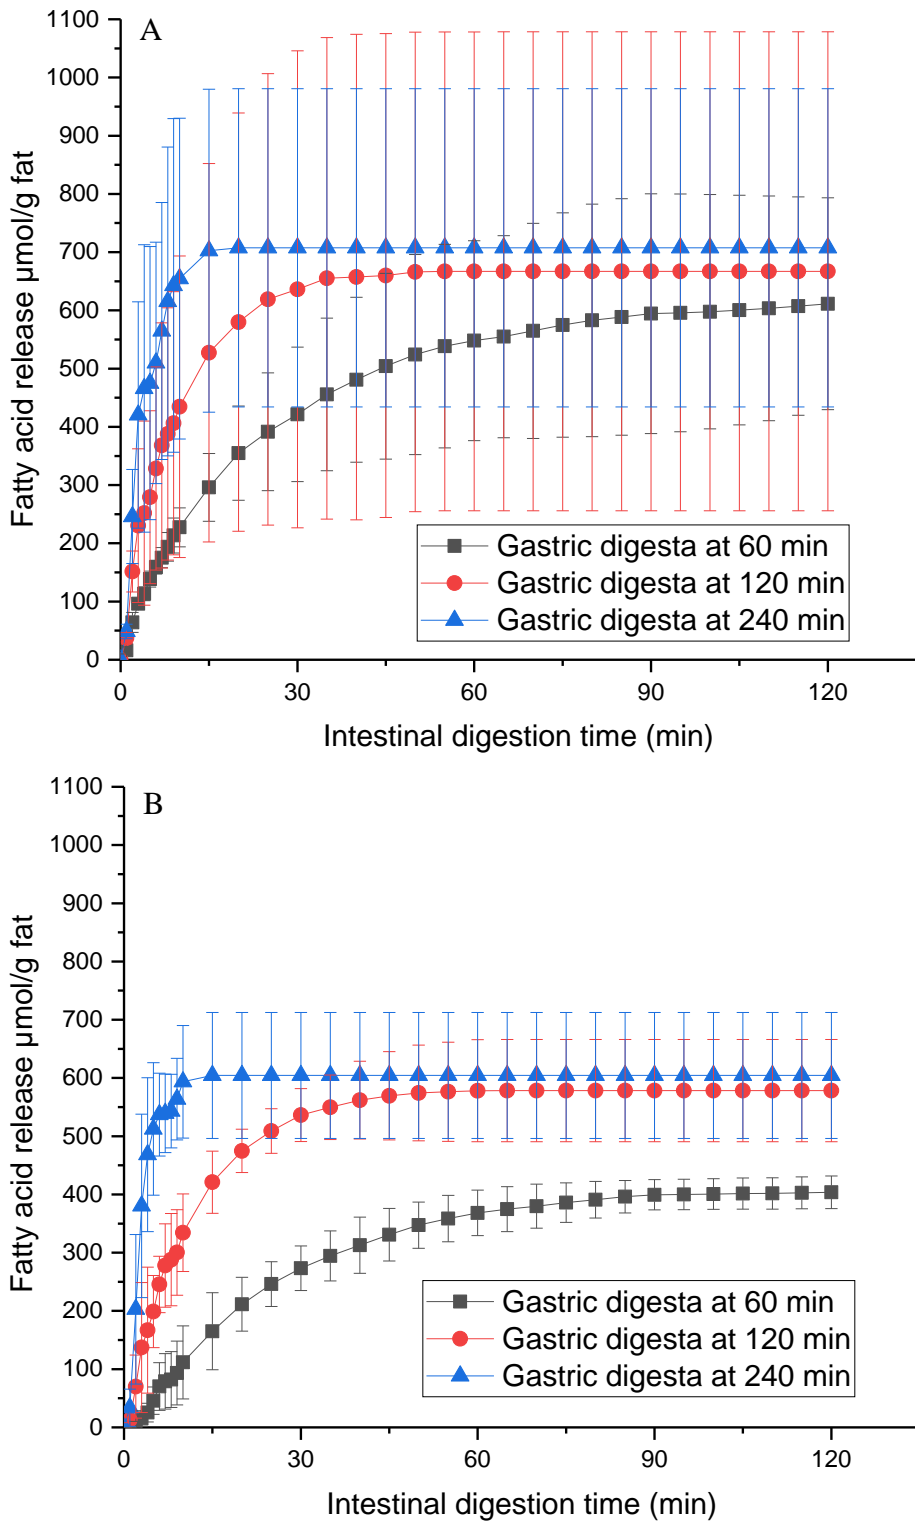 A
1100
1000
900
800
700
600
500
400
300
200
100
0
Fatty acid release μmol/g fat
Gastric digesta at 60 min
Gastric digesta at 120 min
Gastric digesta at 240 min
0 30 60 90 120
Intestinal digestion time (min)
B
1100
1000
900
800
700
600
500
400
300
200
100
0
Fatty acid release μmol/g fat
Gastric digesta at 60 min
Gastric digesta at 120 min
Gastric digesta at 240 min
0 30 60 90 120
Intestinal digestion time (min)